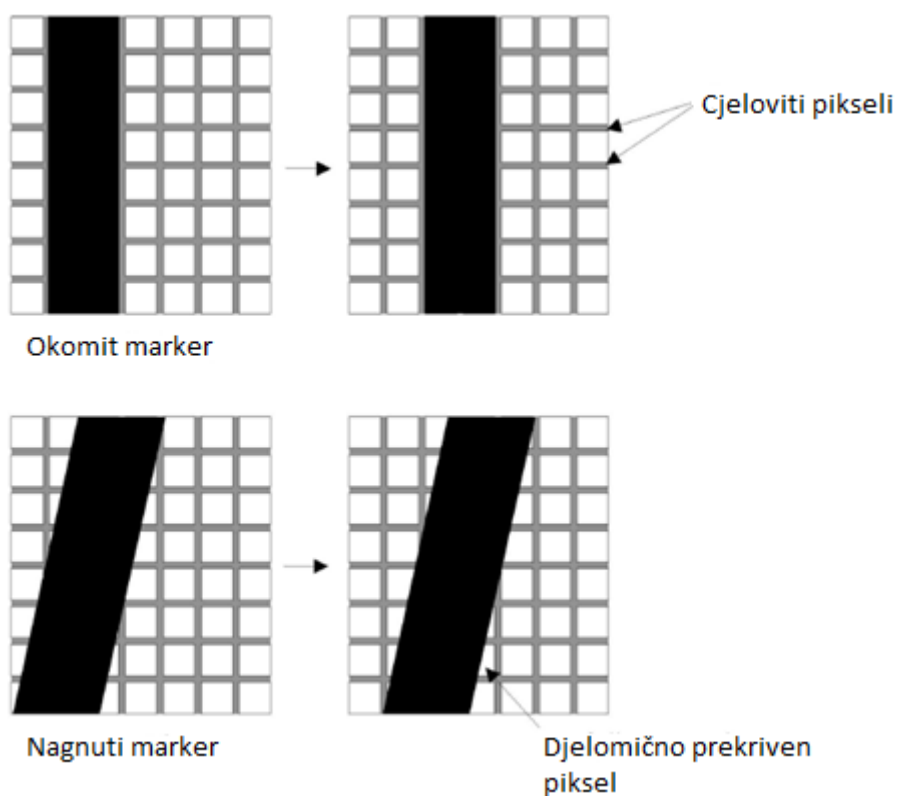 Cjeloviti pikseli
Okomit marker
Nagnuti marker
Djelomično prekriven
piksel